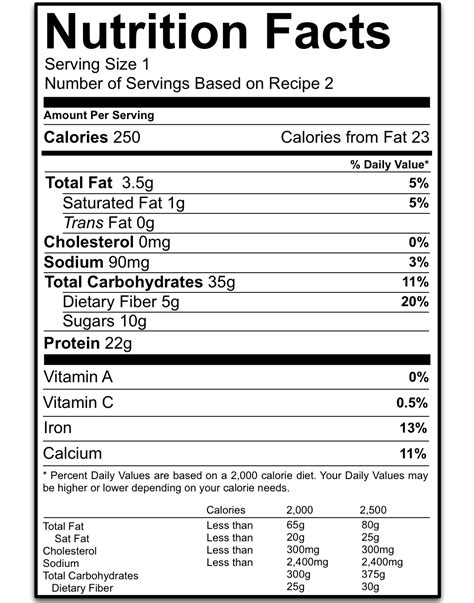 Nutrition Facts
Serving Size 1
Number of Servings Based on Recipe 2
Amount Per Serving
Calories 250 Calories from Fat 23
% Daily Value*
Total Fat 3.5g 5%
Saturated Fat 1g 5%
Trans Fat 0g
Cholesterol 0mg 0%
Sodium 90mg 3%
Total Carbohydrates 35g 11%
Dietary Fiber 5g 20%
Sugars 10g
Protein 22g
Vitamin A 0%
Vitamin C 0.5%
Iron 13%
Calcium 11%
* Percent Daily Values are based on a 2,000 calorie diet. Your Daily Values may
be higher or lower depending on your calorie needs.
Calories 2,000 2,500
Total Fat Less than 65g 80g
Sat Fat Less than 20g 25g
Cholesterol Less than 300mg 300mg
Sodium Less than 2,400mg 2,400mg
Total Carbohydrates 300g 375g
Dietary Fiber 25g 30g